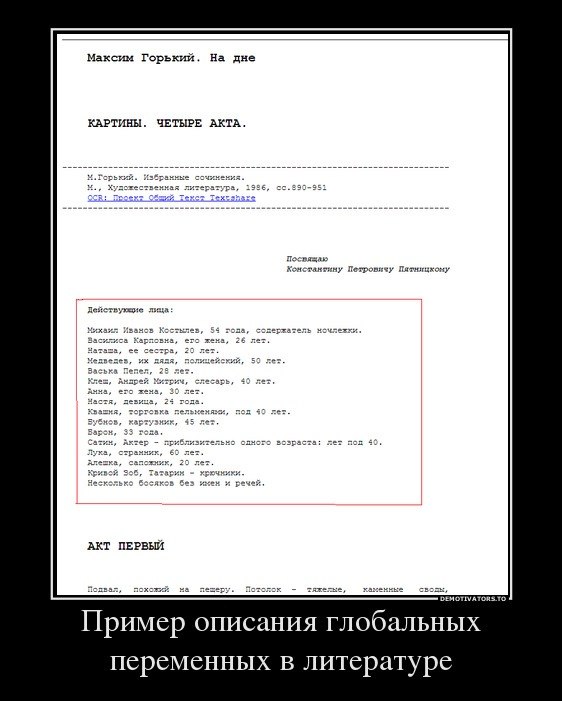 Максим Горький. На дне
КАРТИНЫ. ЧЕТЫРЕ АКТА.
М.Горький. Избранные сочинения.
М., Художественная литература, 1986, сс.890-951
OCR: Проект Общий Текст Textshare
Посвящаю
Константину Петровичу Пятницкому
Действующие лица:
Михаил Иванов Костылев, 54 года, содержатель ночлежки.
Василиса Карповна, его жена, 26 лет.
Наташа, ее сестра, 20 лет.
Медведев, их дядя, полицейский, 50 лет.
Васька Пепел, 28 лет.
Клещ, Андрей Митрич, слесарь, 40 лет.
Анна, его жена, 30 лет.
Настя, девица, 24 года.
Квашня, торговка пельменями, под 40 лет.
Бубнов, картузник, 45 лет.
Барон, 33 года.
Сатин, Актер - приблизительно одного возраста: лет под 40.
Лука, странник, 60 лет.
Алешка, сапожник, 20 лет.
Кривой Зоб, Татарин - крючники.
Несколько босяков без имен и речей.
АКТ ПЕРВЫЙ
Подвал, похожий на пещеру. Потолок - тяжелые, каменные своды,
DEMOTIVATORS.TO
Пример описания глобальных
переменных в литературе